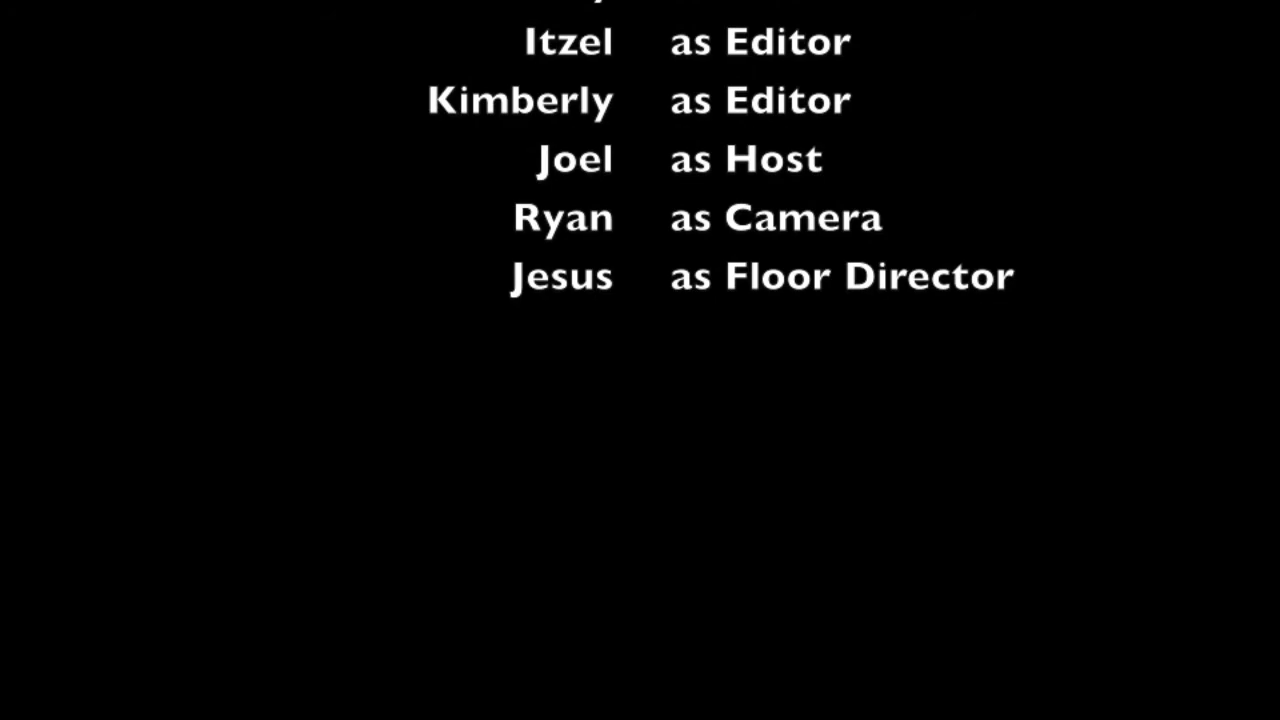 Itzel as Editor
Kimberly as Editor
Joel as Host
Ryan as Camera
Jesus as Floor Director